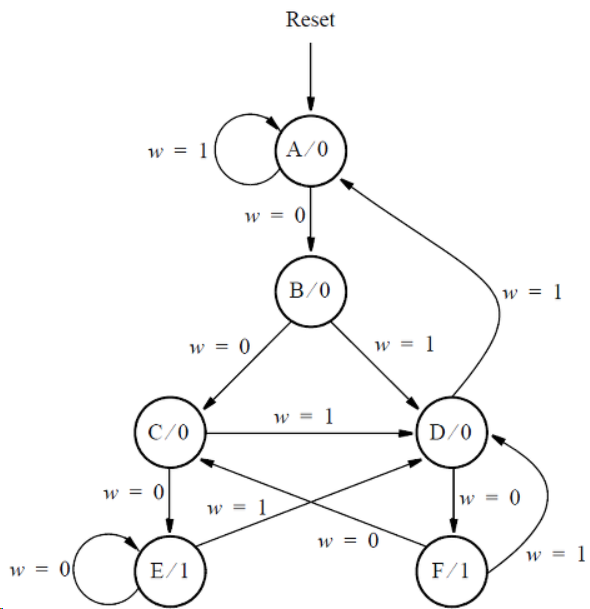 Reset
A/0
w = 1
w = 0
B/0
w = 1
w = 0
w = 1
C/0
w = 1
D/0
w = 0
w = 1
w = 0
w = 0
w = 1
w = 0
E/1
F/1